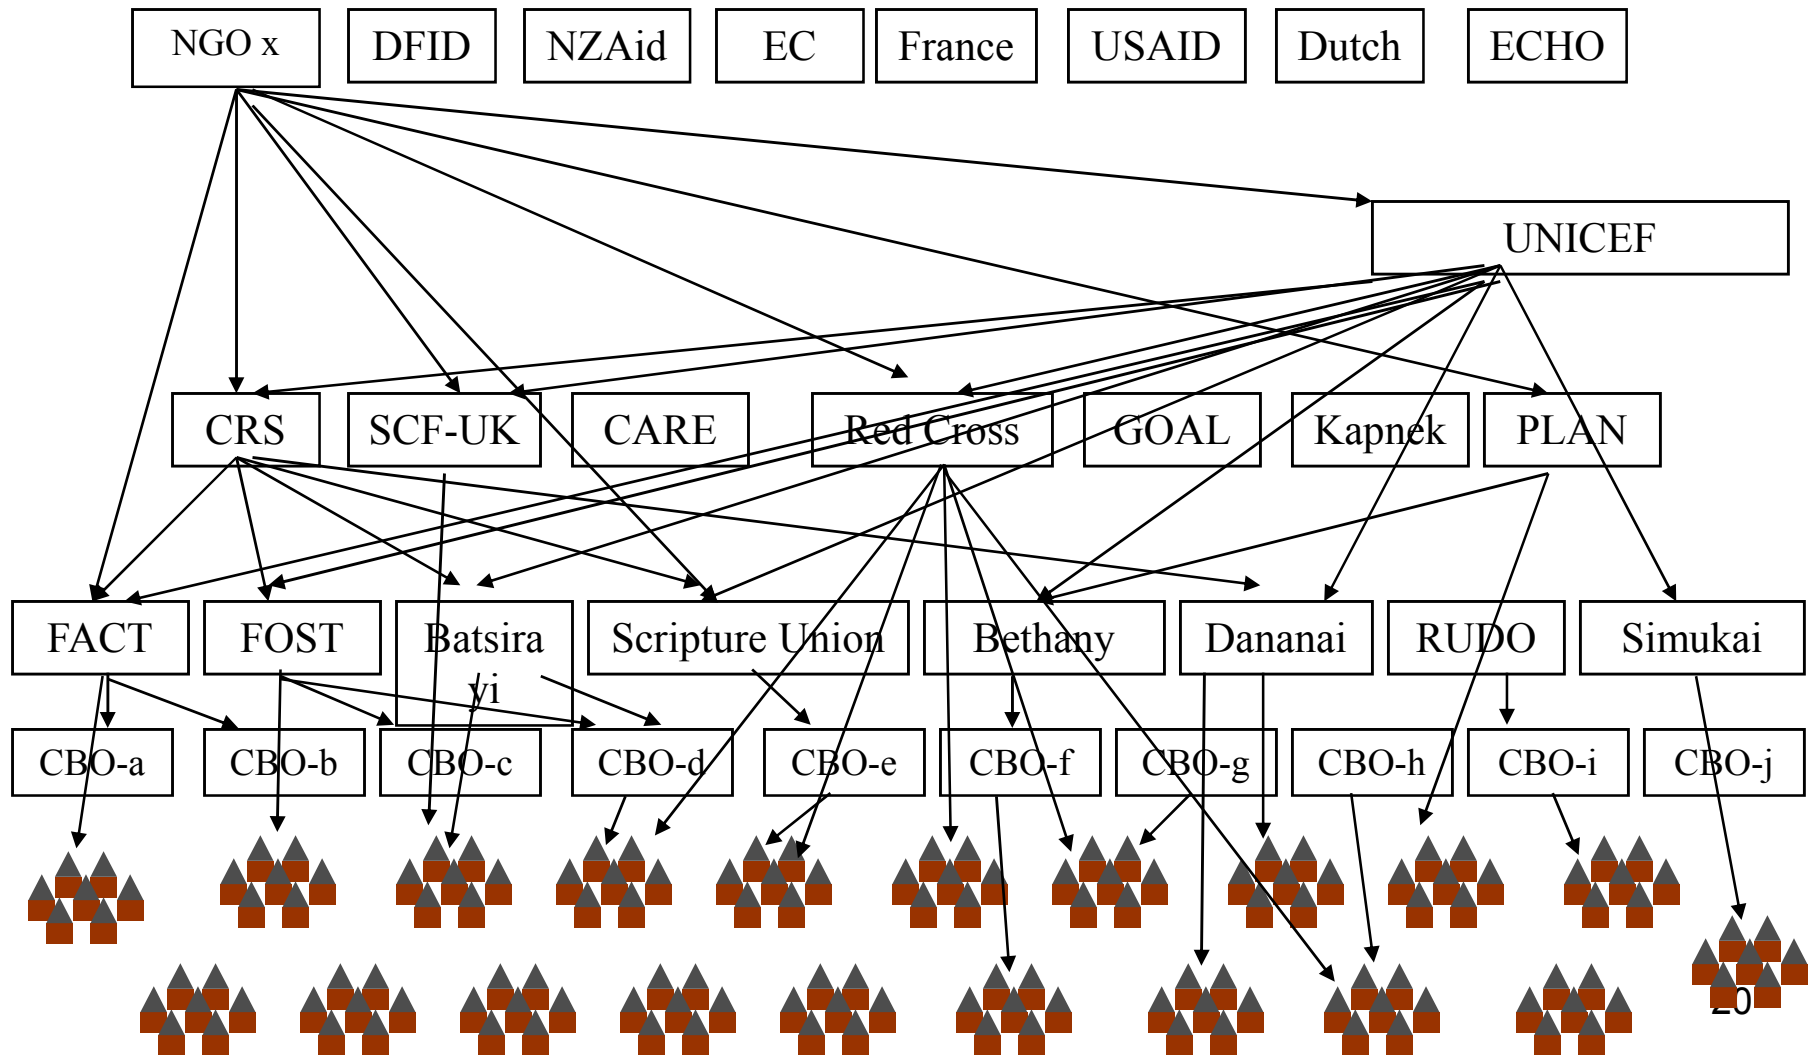 NGO x
DFID
NZAid
EC
France
USAID
Dutch
ECHO
UNICEF
CRS
SCF-UK
CARE
Red Cross
GOAL
Kapnek
PLAN
FACT
FOST
Batsira
yi
Scripture Union
Bethany
Dananai
RUDO
Simukai
CBO-a
CBO-b
CBO-c
CBO-d
CBO-e
CBO-f
CBO-g
CBO-h
CBO-i
CBO-j
20